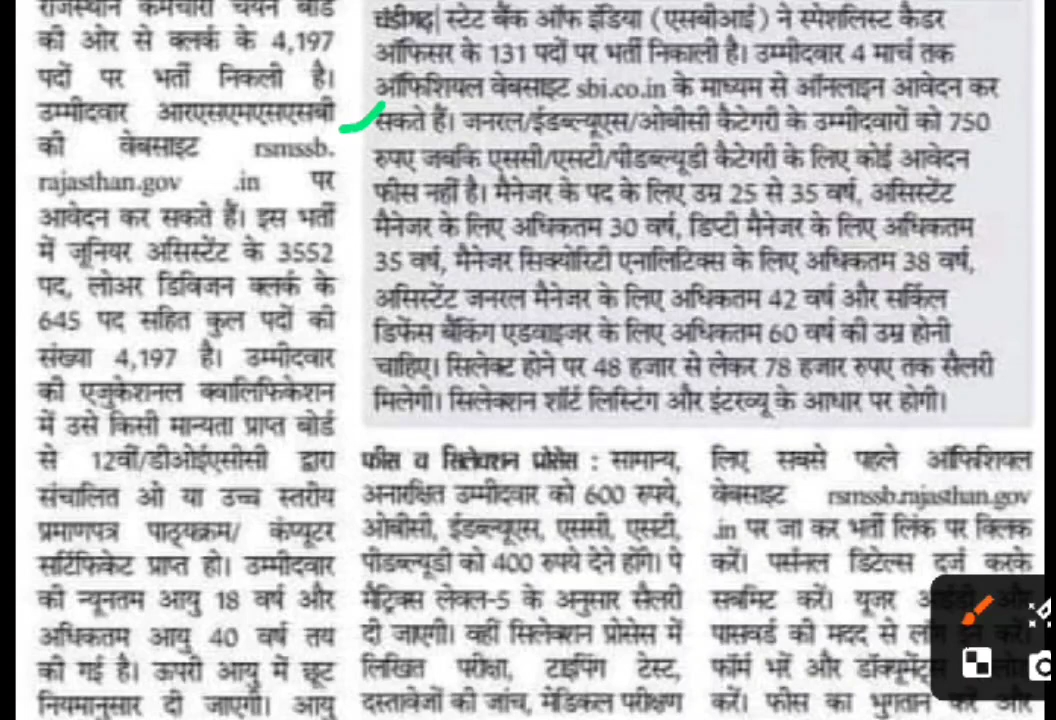 राजस्थान कर्मचारी चयन बोर्ड
की ओर से क्लर्क के 4,197
पदों पर भर्ती निकली है।
उम्मीदवार आरएसएमएसएसबी
की वेबसाइट rsmssb.
rajasthan.gov .in पर
आवेदन कर सकते हैं। इस भर्ती
में जूनियर असिस्टेंट के 3552
पद, लोअर डिविजन क्लर्क के
645 पद सहित कुल पदों की
संख्या 4,197 है। उम्मीदवार
की एजुकेशनल क्वालिफिकेशन
में उसे किसी मान्यता प्राप्त बोर्ड
से 12वीं/डीओईएसीसी द्वारा
संचालित ओ या उच्च स्तरीय
प्रमाणपत्र पाठ्यक्रम/ कंप्यूटर
सर्टिफिकेट प्राप्त हो। उम्मीदवार
की न्यूनतम आयु 18 वर्ष और
अधिकतम आयु 40 वर्ष तय
की गई है। ऊपरी आयु में छूट
नियमानुसार दी जाएगी। आयु
चंडीगढ़| स्टेट बैंक ऑफ इंडिया (एसबीआई) ने स्पेशलिस्ट कैडर
ऑफिसर के 131 पदों पर भर्ती निकाली है। उम्मीदवार 4 मार्च तक
ऑफिशियल वेबसाइट sbi.co.in के माध्यम से ऑनलाइन आवेदन कर
सकते हैं। जनरल/ईडब्ल्यूएस/ओबीसी कैटेगरी के उम्मीदवारों को 750
रुपए जबकि एससी/एसटी/पीडब्ल्यूडी कैटेगरी के लिए कोई आवेदन
फीस नहीं है। मैनेजर के पद के लिए उम्र 25 से 35 वर्ष, असिस्टेंट
मैनेजर के लिए अधिकतम 30 वर्ष, डिप्टी मैनेजर के लिए अधिकतम
35 वर्ष, मैनेजर सिक्योरिटी एनालिटिक्स के लिए अधिकतम 38 वर्ष,
असिस्टेंट जनरल मैनेजर के लिए अधिकतम 42 वर्ष और सर्किल
डिफेंस बैंकिंग एडवाइजर के लिए अधिकतम 60 वर्ष की उम्र होनी
चाहिए। सिलेक्ट होने पर 48 हजार से लेकर 78 हजार रुपए तक सैलरी
मिलेगी। सिलेक्शन शॉर्ट लिस्टिंग और इंटरव्यू के आधार पर होगी।
फीस व सिलेक्शन प्रोसेस : सामान्य,
अनारक्षित उम्मीदवार को 600 रुपये,
ओबीसी, ईडब्ल्यूएस, एससी, एसटी,
पीडब्ल्यूडी को 400 रुपये देने होंगे। पे
मैट्रिक्स लेवल-5 के अनुसार सैलरी
दी जाएगी। वहीं सिलेक्शन प्रोसेस में
लिखित परीक्षा, टाइपिंग टेस्ट,
दस्तावेजों की जांच, मेडिकल परीक्षण
लिए सबसे पहले ऑफिशियल
वेबसाइट rsmssb.rajasthan.gov
.in पर जा कर भर्ती लिंक पर क्लिक
करें। पर्सनल डिटेल्स दर्ज करके
सबमिट करें। यूजर आईडी और
पासवर्ड की मदद से लॉग इन करें।
फॉर्म भरें और डॉक्यूमेंट्स
करें। फीस का भुगतान करें और